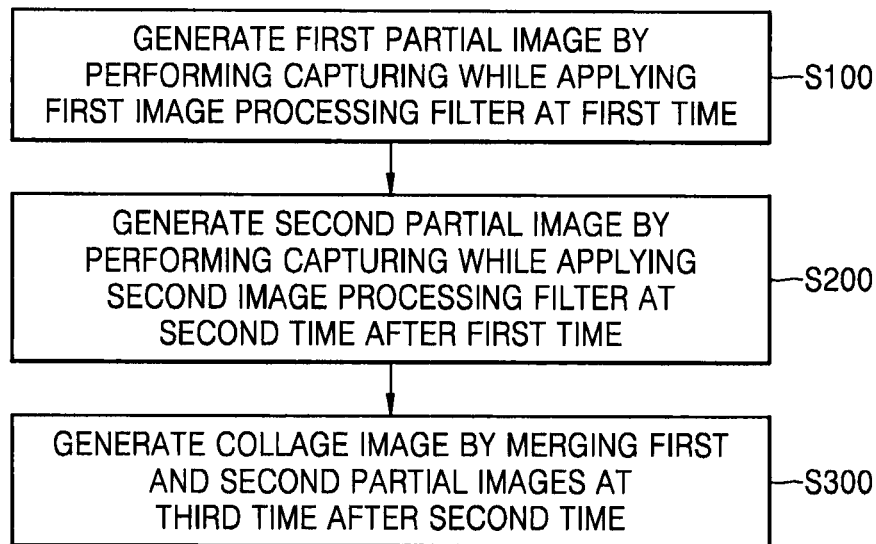 GENERATE FIRST PARTIAL IMAGE BY
PERFORMING CAPTURING WHILE APPLYING
FIRST IMAGE PROCESSING FILTER AT FIRST TIME
S100
GENERATE SECOND PARTIAL IMAGE BY
PERFORMING CAPTURING WHILE APPLYING
SECOND IMAGE PROCESSING FILTER AT
SECOND TIME AFTER FIRST TIME
S200
GENERATE COLLAGE IMAGE BY MERGING FIRST
AND SECOND PARTIAL IMAGES AT
THIRD TIME AFTER SECOND TIME
S300